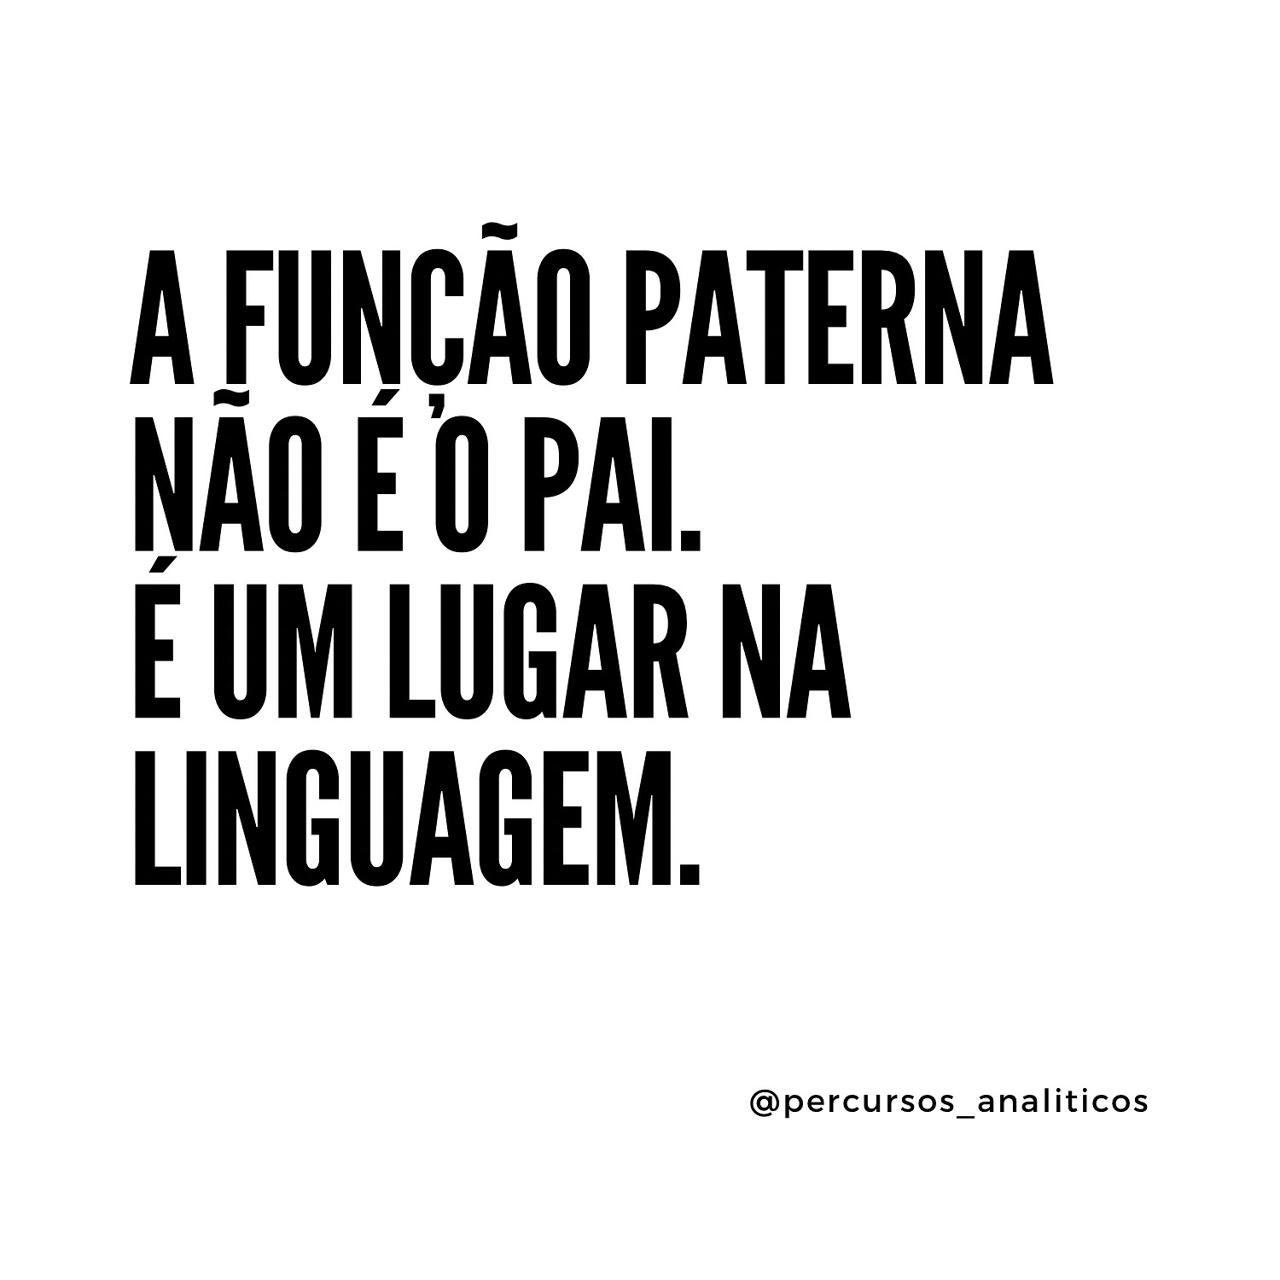 A FUNÇÃO PATERNA
NÃO É O PAI.
É UM LUGAR NA
LINGUAGEM.
@percursos_analiticos